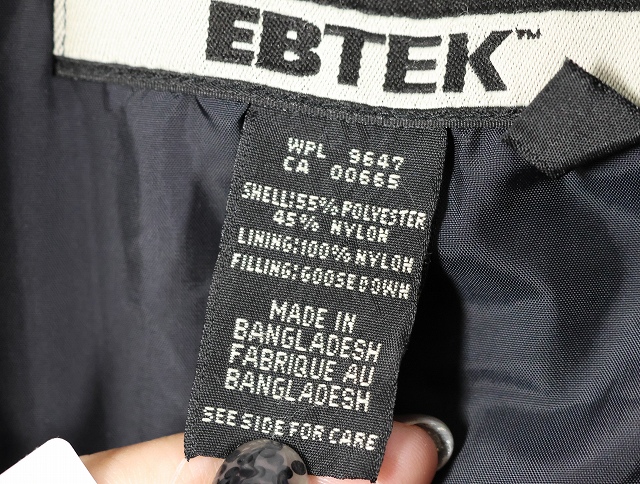 EBTEK™
WPL 9647
CA 00665
SHELL:55% POLYESTER
45% NYLON
LINING:100% NYLON
FILLING:GOOSE DOWN
MADE IN
BANGLADESH
FABRIQUE AU
BANGLADESH
SEE SIDE FOR CARE